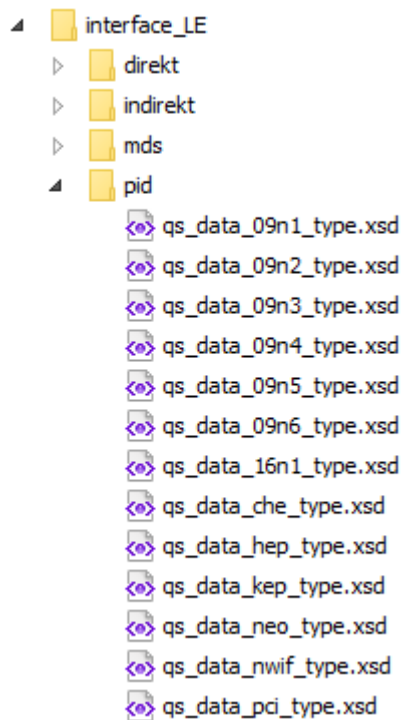 interface_LE
direkt
indirekt
mds
pid
qs_data_09n1_type.xsd
qs_data_09n2_type.xsd
qs_data_09n3_type.xsd
qs_data_09n4_type.xsd
qs_data_09n5_type.xsd
qs_data_09n6_type.xsd
qs_data_16n1_type.xsd
qs_data_che_type.xsd
qs_data_hep_type.xsd
qs_data_kep_type.xsd
qs_data_neo_type.xsd
qs_data_nwif_type.xsd
qs_data_pci_type.xsd